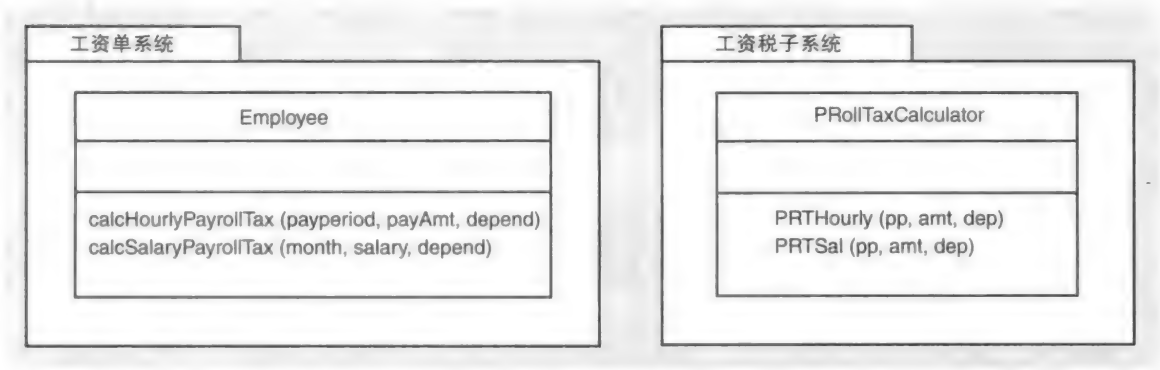 工资单系统
Employee
calcHourlyPayrollTax (payperiod, payAmt, depend)
calcSalaryPayrollTax (month, salary, depend)
工资税子系统
PRollTaxCalculator
PRTHourly (pp, amt, dep)
PRTSal (pp, amt, dep)